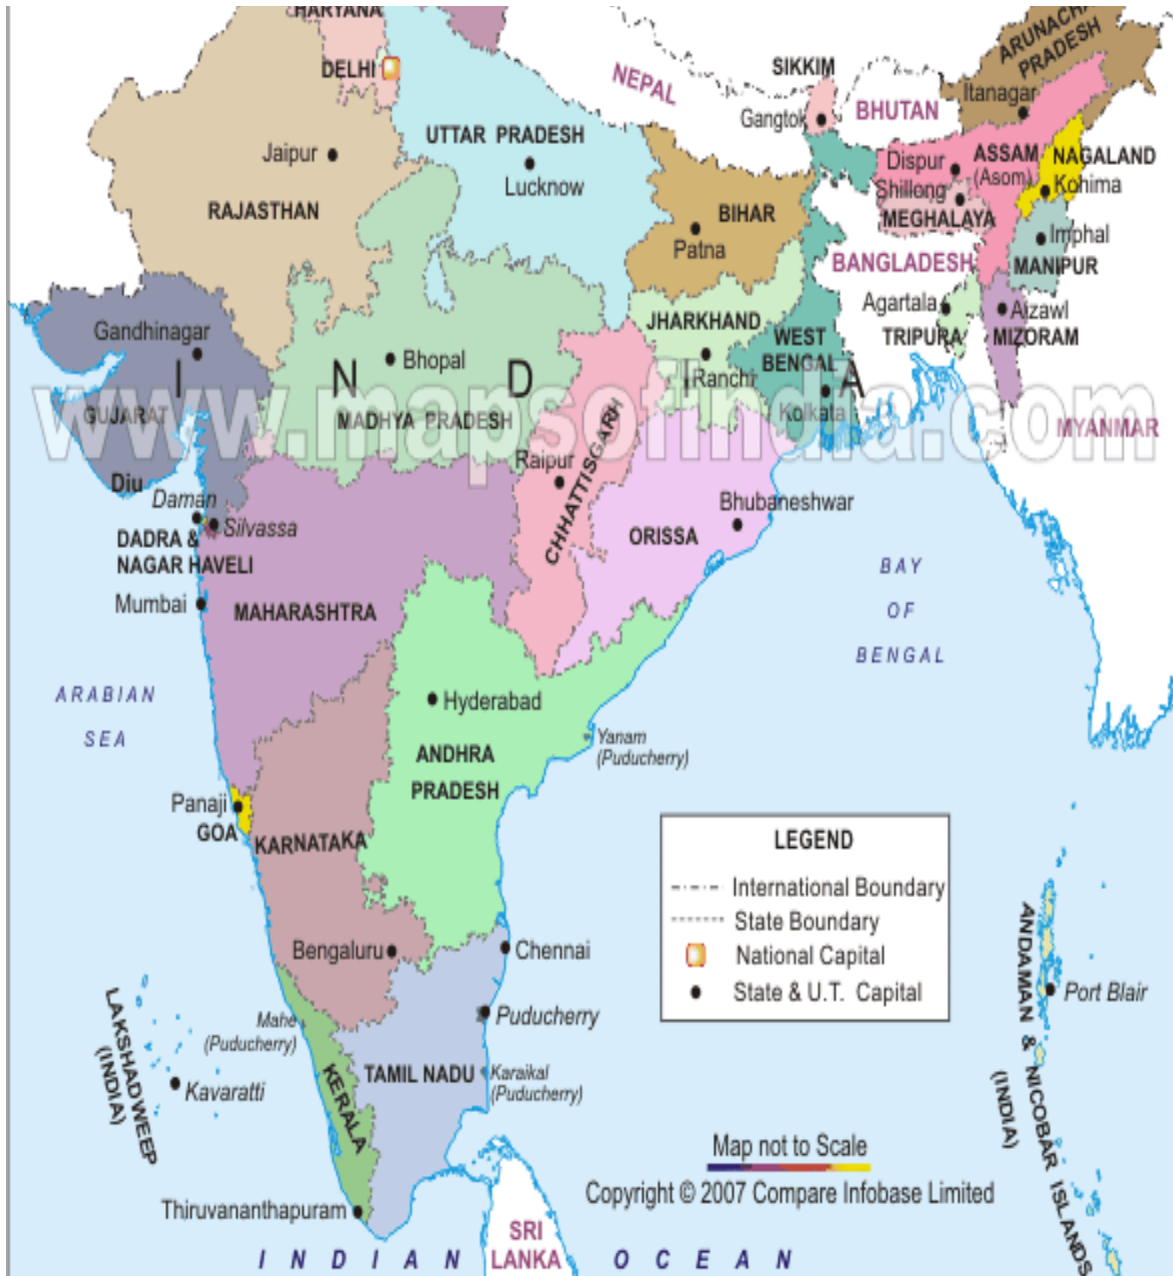 HARYANA
DELHI
NEPAL
SIKKIM
Gangtok
BHUTAN
ARUNACHA
PRADESH
Itanagar
UTTAR PRADESH
Lucknow
Jaipur
RAJASTHAN
BIHAR
Patna
Dispur
ASSAM
(Asom)
NAGALAND
Kohima
Shillong
MEGHALAYA
Imphal
MANIPUR
BANGLADESH
Agartala
TRIPURA
Aizawl
MIZORAM
Gandhinagar
GUJARAT
Bhopal
MADHYA PRADESH
JHARKHAND
Ranchi
WEST
BENGAL
Kolkata
I N D I A
www.mapsofindia.com
MYANMAR
Diu
Daman
Silvassa
DADRA &
NAGAR HAVELI
Raipur
CHHATTISGARH
Bhubaneshwar
ORISSA
Mumbai
MAHARASHTRA
BAY
OF
BENGAL
ARABIAN
SEA
Hyderabad
ANDHRA
PRADESH
Yanam
(Puducherry)
Panaji
GOA
KARNATAKA
Bengaluru
Chennai
LEGEND
International Boundary
State Boundary
National Capital
State & U.T. Capital
LAKSHADWEEP
(INDIA)
Kavaratti
Mahe
(Puducherry)
Puducherry
KERALA
TAMIL NADU
Karaikal
(Puducherry)
Thiruvananthapuram
ANDAMAN & NICOBAR ISLANDS
(INDIA)
Port Blair
Map not to Scale
Copyright © 2007 Compare Infobase Limited
SRI
LANKA
INDIAN OCEAN